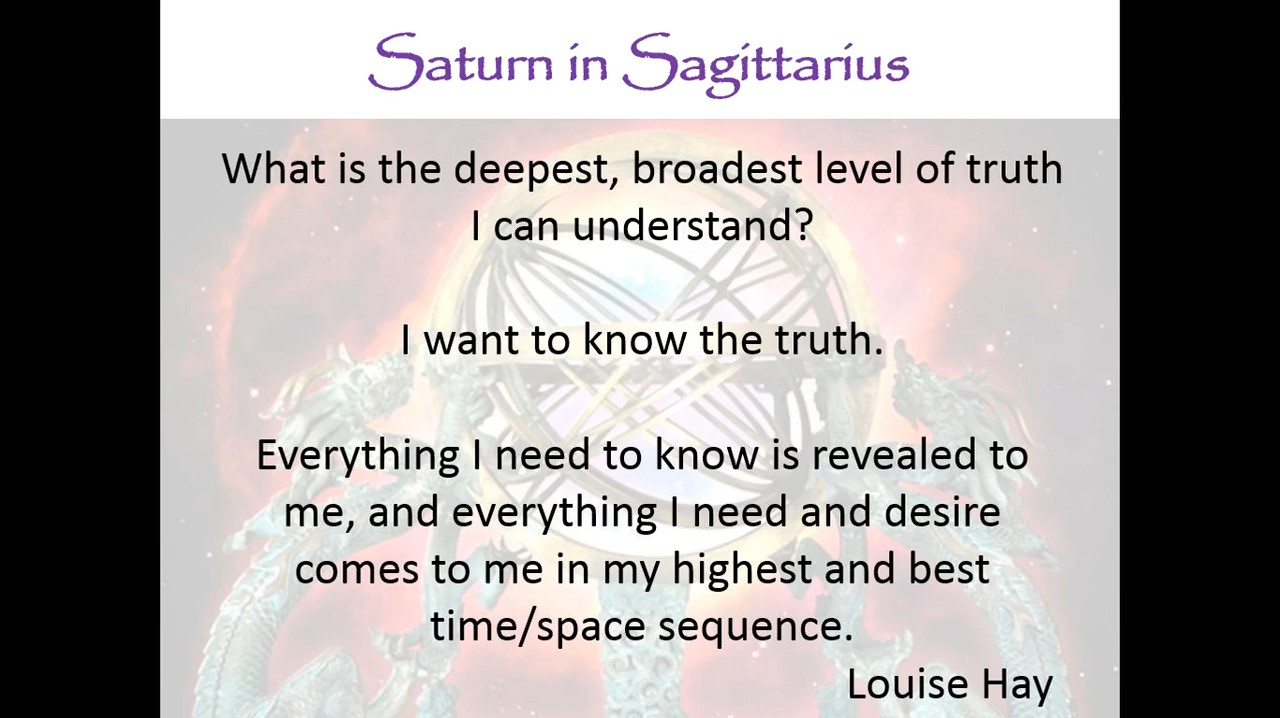 Saturn in Sagittarius
What is the deepest, broadest level of truth
I can understand?
I want to know the truth.
Everything I need to know is revealed to
me, and everything I need and desire
comes to me in my highest and best
time/space sequence.
Louise Hay